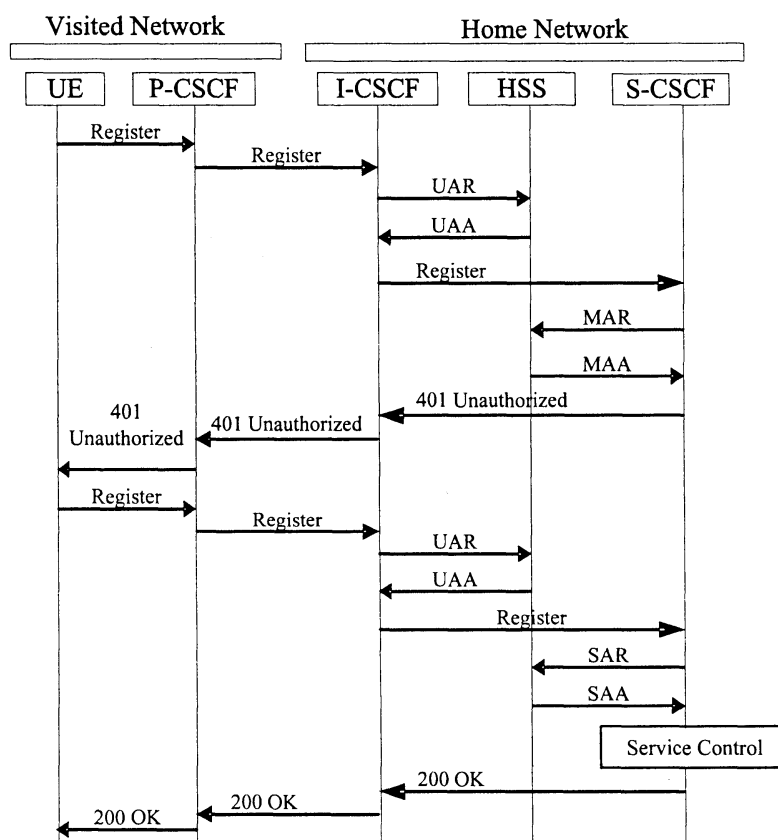 Visited Network
Home Network
UE
P-CSCF
I-CSCF
HSS
S-CSCF
Register
Register
UAR
UAA
Register
MAR
MAA
401 Unauthorized
401 Unauthorized
401
Unauthorized
Register
Register
UAR
UAA
Register
SAR
SAA
Service Control
200 OK
200 OK
200 OK